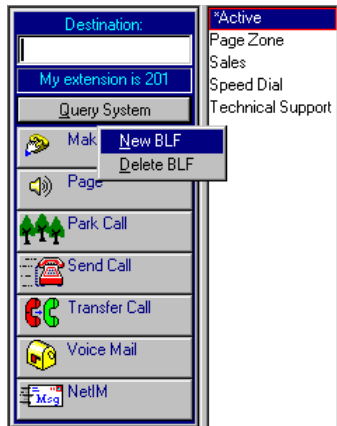 Destination:
My extension is 201
Query System
Mak
New BLF
Delete BLF
Page
Park Call
Send Call
Transfer Call
Voice Mail
Msg
NetIM
*Active
Page Zone
Sales
Speed Dial
Technical Support